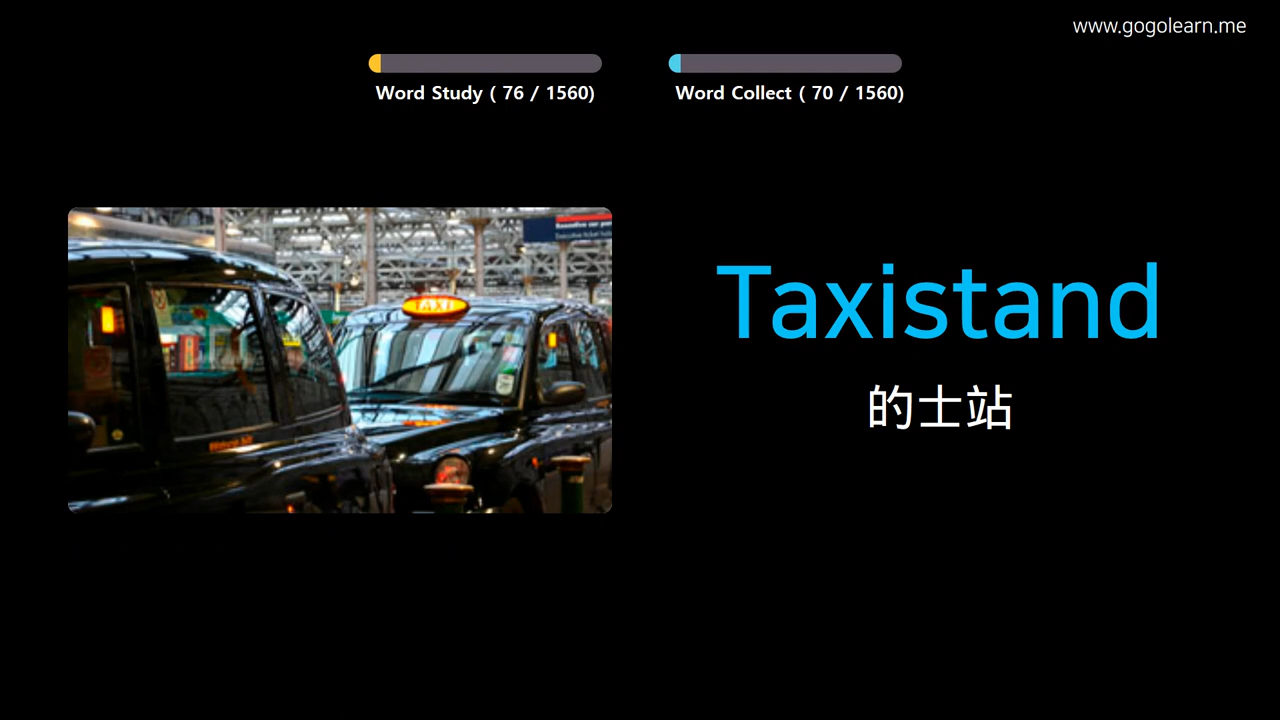 www.gogolearn.me
Word Study ( 76 / 1560)
Word Collect ( 70 / 1560)
TAXI
Taxistand
的士站